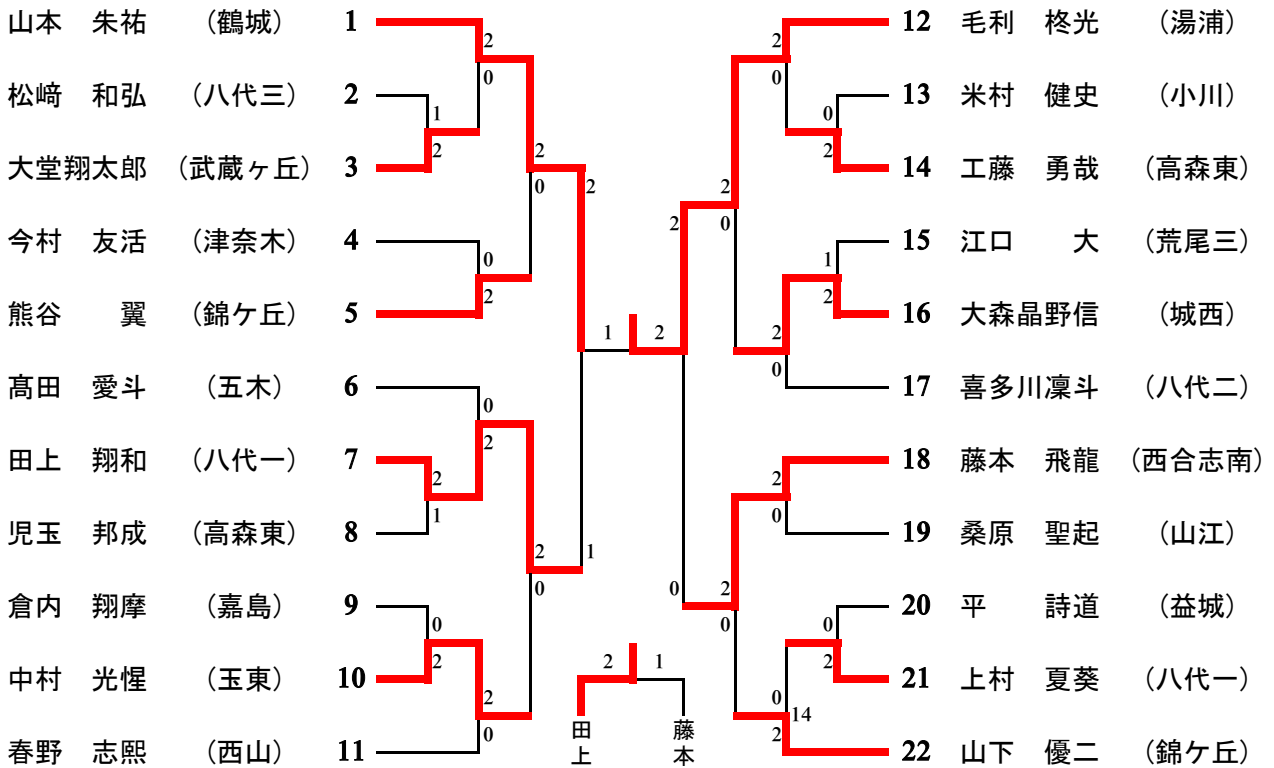 山本　朱祐　（鶴城）　1
2
0
松﨑　和弘　（八代三）　2
1
2
大堂翔太郎　（武蔵ヶ丘）　3
2
0
2
今村　友活　（津奈木）　4
0
2
熊谷　翼　（錦ケ丘）　5
1
髙田　愛斗　（五木）　6
0
2
田上　翔和　（八代一）　7
2
1
児玉　邦成　（高森東）　8
2
0
1
倉内　翔摩　（嘉島）　9
0
2
中村　光惺　（玉東）　10
2
0
春野　志熙　（西山）　11
12　毛利　柊光　（湯浦）
2
0
13　米村　健史　（小川）
0
2
14　工藤　勇哉　（高森東）
2
0
2
15　江口　大　（荒尾三）
1
2
16　大森晶野信　（城西）
2
2
0
17　喜多川凜斗　（八代二）
18　藤本　飛龍　（西合志南）
2
0
19　桑原　聖起　（山江）
0
2
0
20　平　詩道　（益城）
0
2
21　上村　夏葵　（八代一）
0
14
2
22　山下　優二　（錦ケ丘）
2　1
田上
藤本